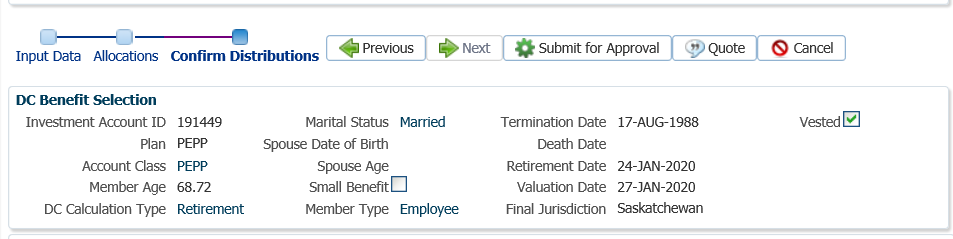 Input Data Allocations Confirm Distributions Previous Next Submit for Approval Quote Cancel
DC Benefit Selection
Investment Account ID 191449 Marital Status Married Termination Date 17-AUG-1988 Vested
Plan PEPP Spouse Date of Birth Death Date
Account Class PEPP Spouse Age Retirement Date 24-JAN-2020
Member Age 68.72 Small Benefit Valuation Date 27-JAN-2020
DC Calculation Type Retirement Member Type Employee Final Jurisdiction Saskatchewan